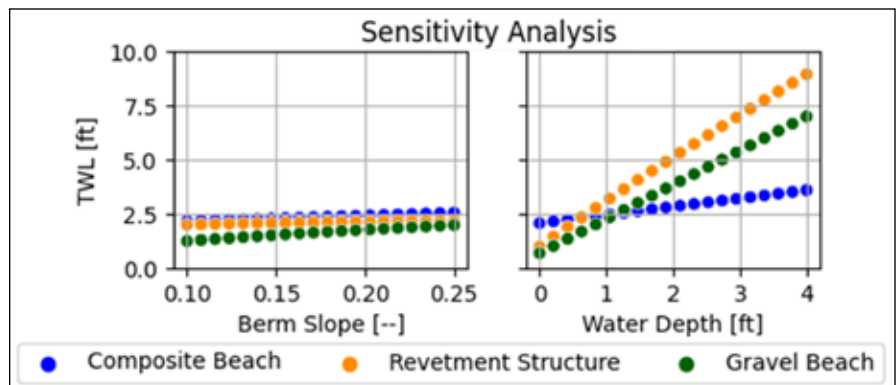 Sensitivity Analysis
10.0
7.5
5.0
2.5
0.0
TWL [ft]
0.10 0.15 0.20 0.25
Berm Slope [--]
0 1 2 3 4
Water Depth [ft]
Composite Beach Revetment Structure Gravel Beach